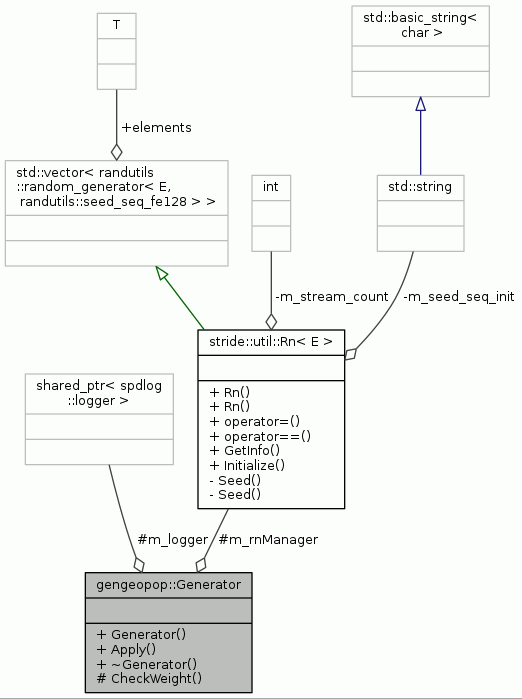 T
std::basic_string<
char >
+elements
std::vector< randutils
::random_generator< E,
randutils::seed_seq_fe128 > >
int
std::string
-m_stream_count
-m_seed_seq_init
stride::util::Rn< E >
+ Rn()
+ Rn()
+ operator=()
+ operator==()
+ GetInfo()
+ Initialize()
- Seed()
- Seed()
shared_ptr< spdlog
::logger >
#m_logger
#m_rnManager
gengeopop::Generator
+ Generator()
+ Apply()
+ ~Generator()
# CheckWeight()